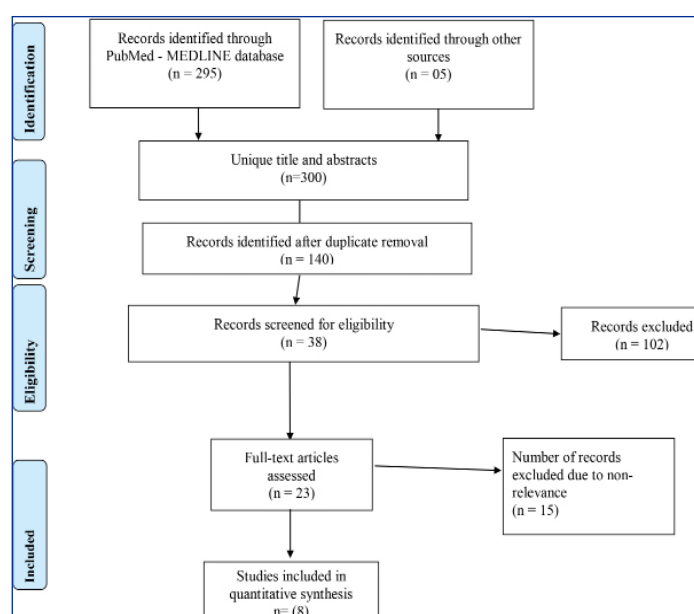 Identification
Records identified through
PubMed - MEDLINE database
(n = 295)
Records identified through other
sources
(n = 05)
Unique title and abstracts
(n=300)
Screening
Records identified after duplicate removal
(n = 140)
Eligibility
Records screened for eligibility
(n = 38)
Records excluded
(n = 102)
Included
Full-text articles
assessed
(n = 23)
Number of records
excluded due to non-
relevance
(n = 15)
Studies included in
quantitative synthesis
n= (8)